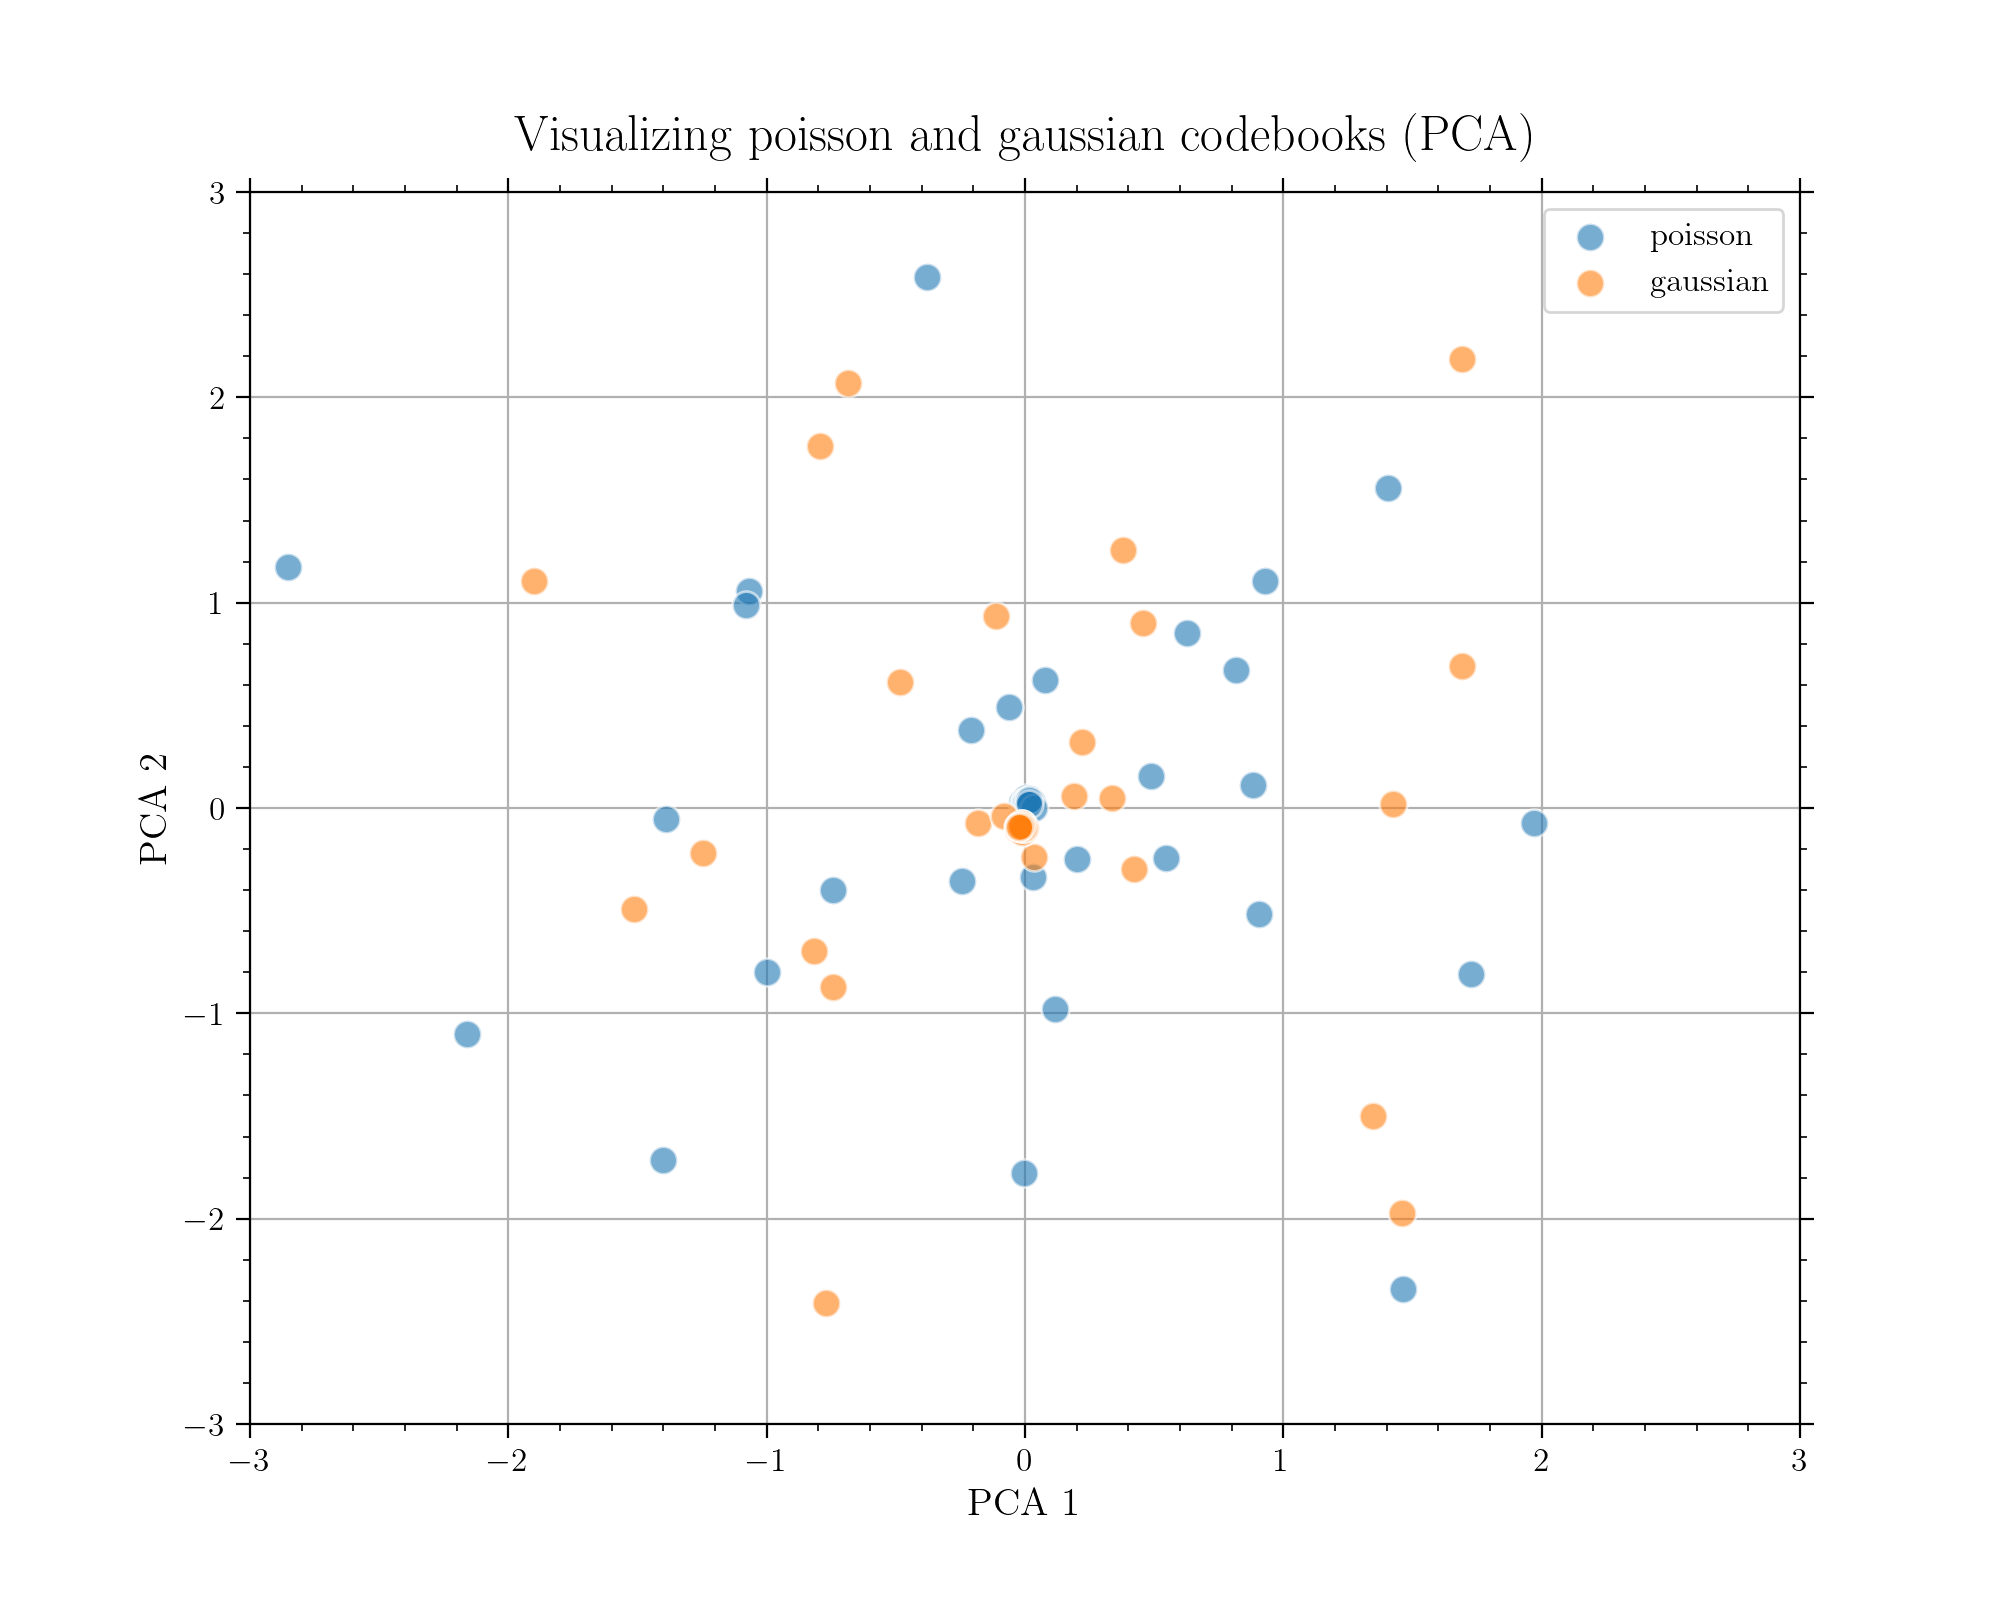 Visualizing poisson and gaussian codebooks (PCA)
poisson
gaussian
3
2
1
0
−1
−2
−3
PCA 2
−3 −2 −1 0 1 2 3
PCA 1